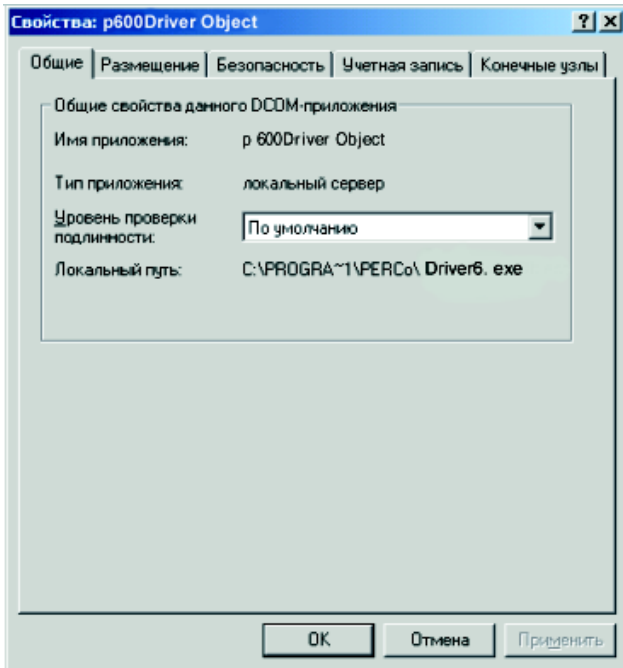 Свойства: p600Driver Object
Общие Размещение Безопасность Учетная запись Конечные узлы
Общие свойства данного DCOM-приложения
Имя приложения: p 600Driver Object
Тип приложения: локальный сервер
Уровень проверки подлинности: По умолчанию
Локальный путь: C:\PROGRA~1\PERCo\ Driver6. exe
OK Отмена Применить